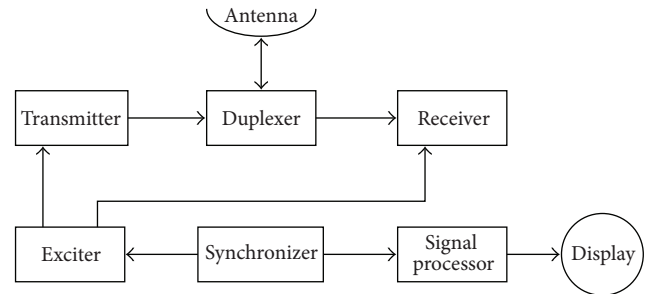 Antenna
Transmitter
Duplexer
Receiver
Exciter
Synchronizer
Signal
processor
Display